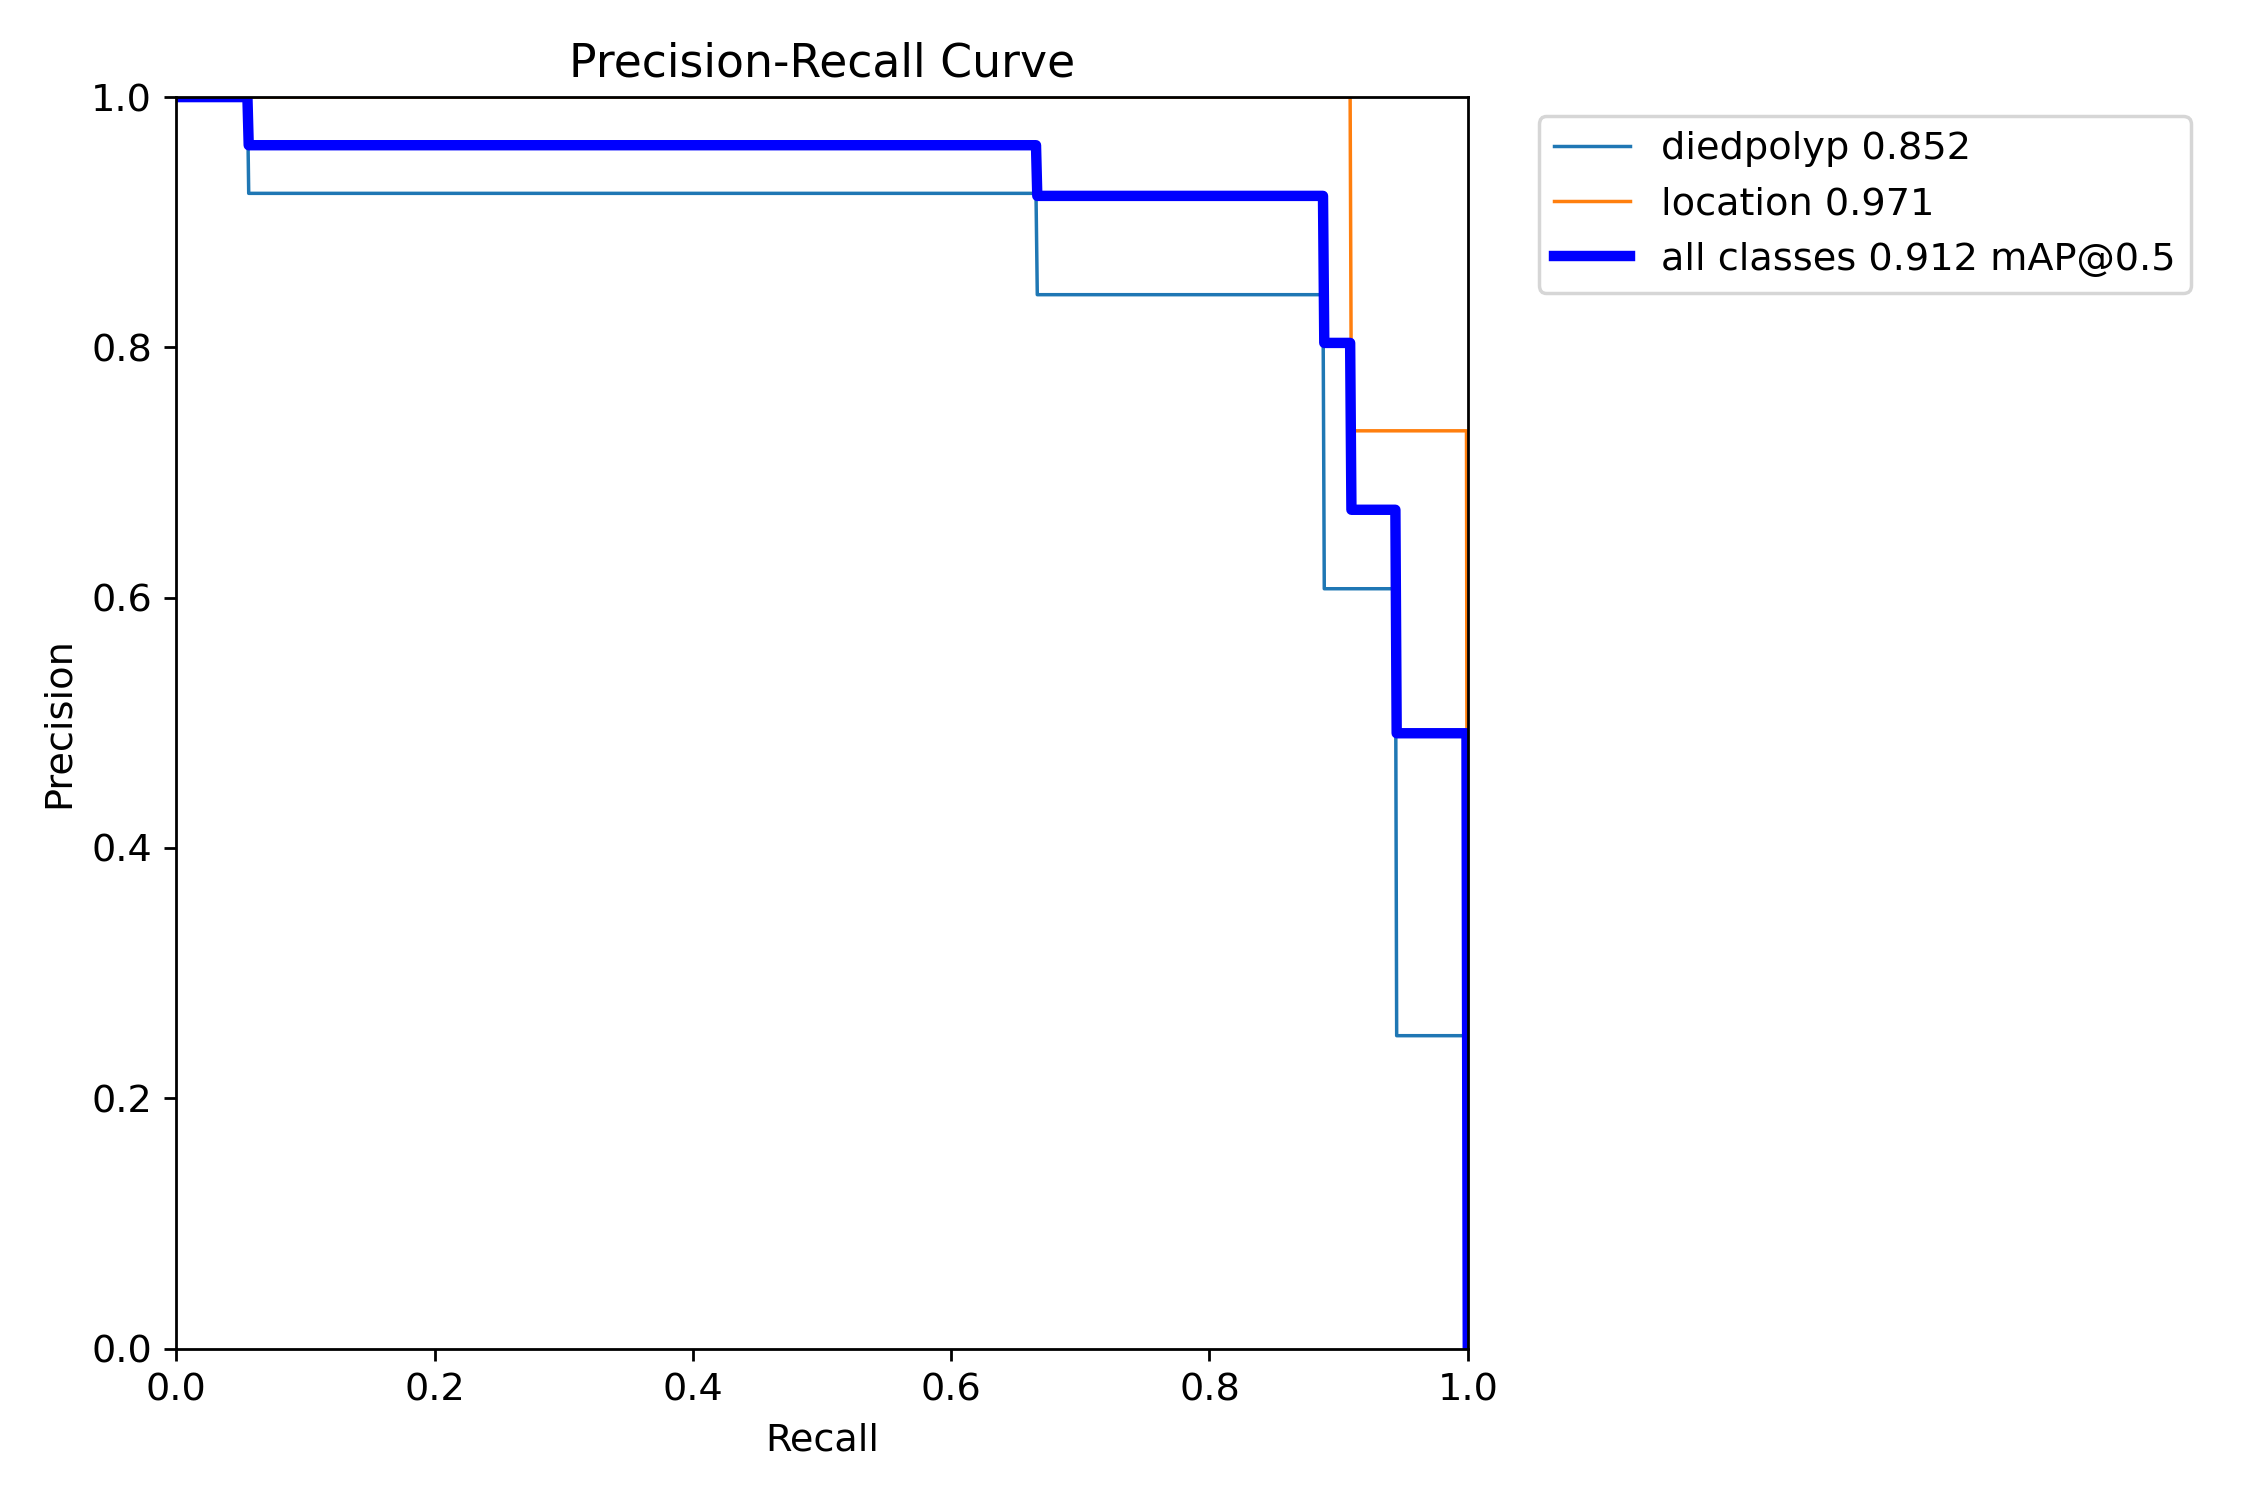 Precision-Recall Curve
1.0
0.8
0.6
0.4
0.2
0.0
Precision
0.0 0.2 0.4 0.6 0.8 1.0
Recall
diedpolyp 0.852
location 0.971
all classes 0.912 mAP@0.5